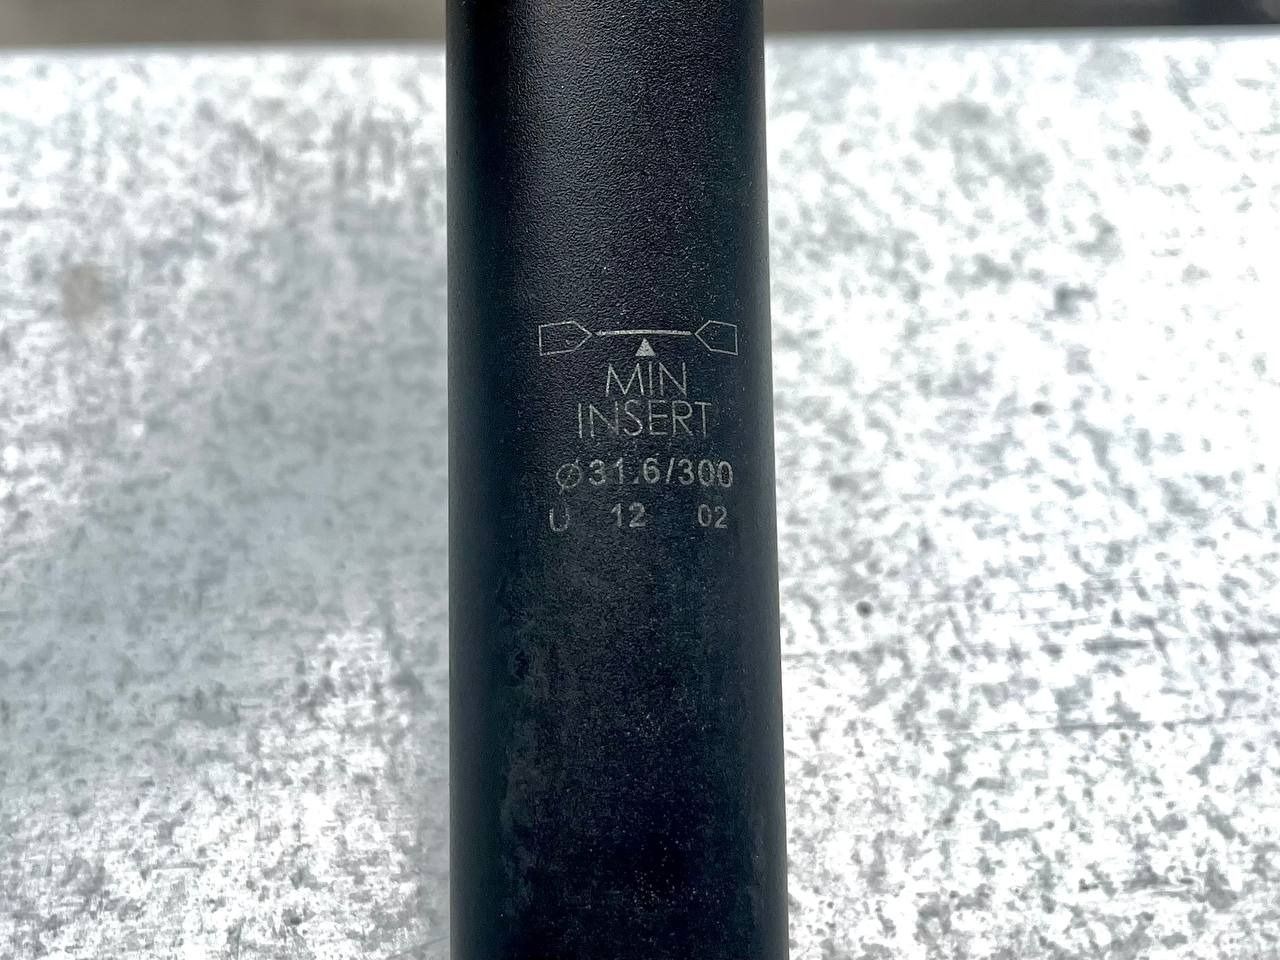 MIN
INSERT
Ø31.6/300
U 12 02